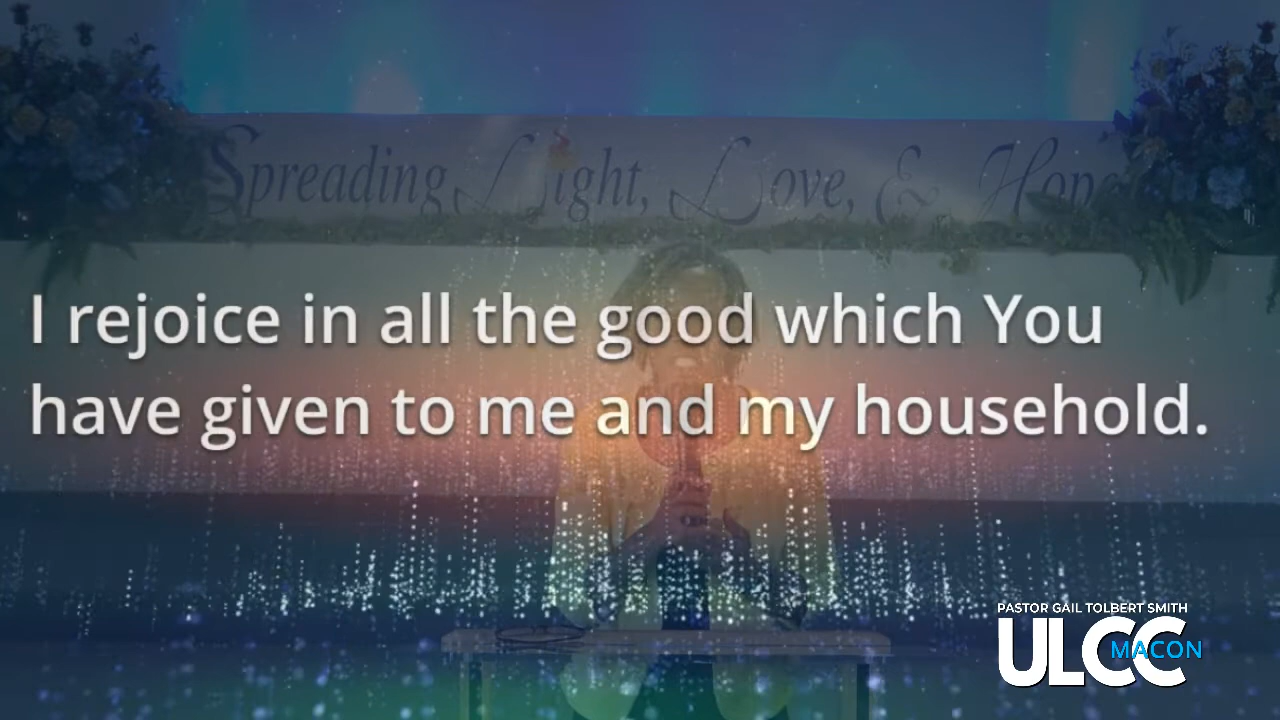 Spreading Light, Love, & Hope
I rejoice in all the good which You
have given to me and my household.
PASTOR GAIL TOLBERT SMITH
ULCC
MACON